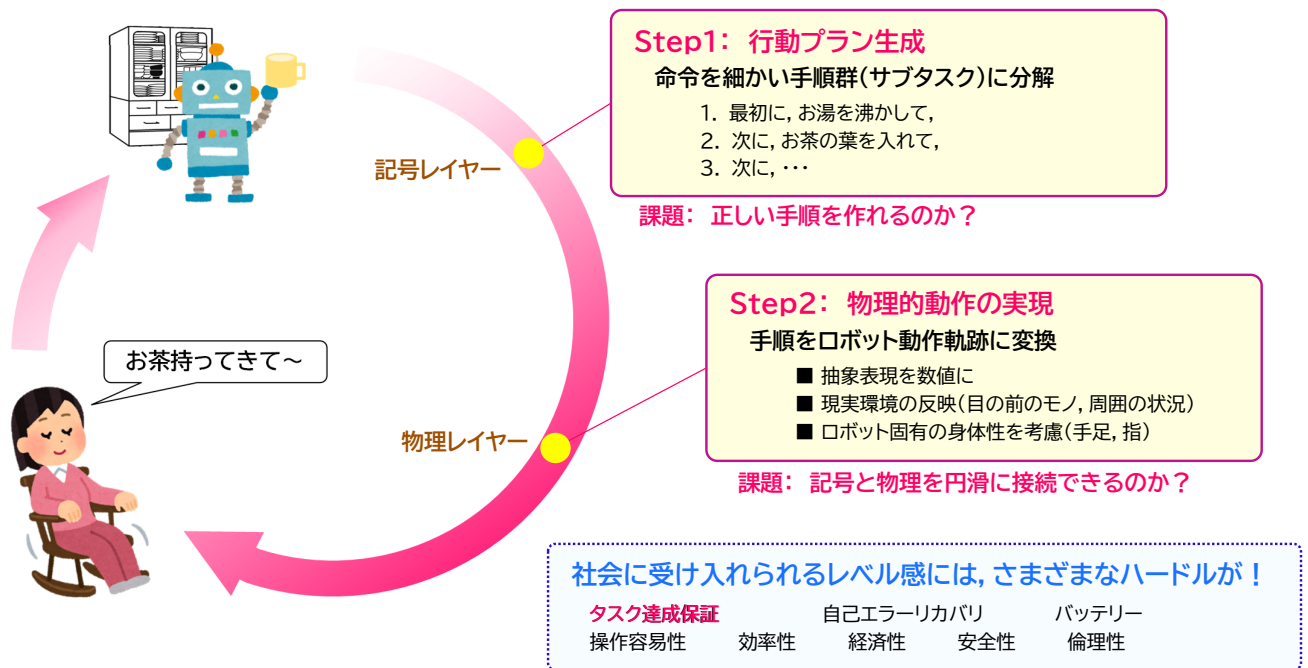 Step1: 行動プラン生成
命令を細かい手順群(サブタスク)に分解
1. 最初に,お湯を沸かして,
2. 次に,お茶の葉を入れて,
3. 次に,・・・
記号レイヤー
課題: 正しい手順を作れるのか?
Step2: 物理的動作の実現
手順をロボット動作軌跡に変換
■ 抽象表現を数値に
■ 現実環境の反映(目の前のモノ,周囲の状況)
■ ロボット固有の身体性を考慮(手足,指)
お茶持ってきて～
物理レイヤー
課題: 記号と物理を円滑に接続できるのか?
社会に受け入れられるレベル感には,さまざまなハードルが!
タスク達成保証 自己エラーリカバリ バッテリー
操作容易性 効率性 経済性 安全性 倫理性